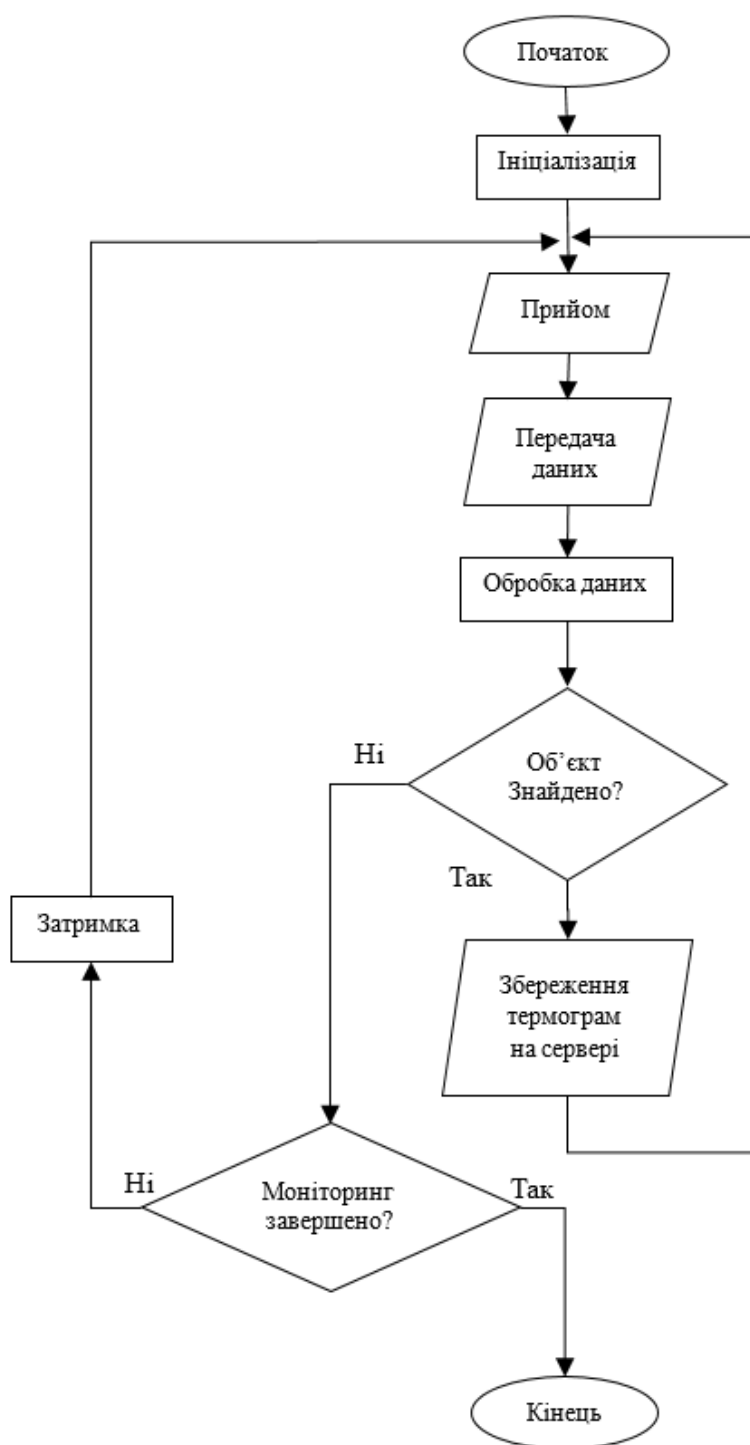 Початок
Ініціалізація
Прийом
Передача
даних
Обробка даних
Ні
Об’єкт
Знайдено?
Так
Затримка
Збереження
термограм
на сервері
Ні
Моніторинг
завершено?
Так
Кінець